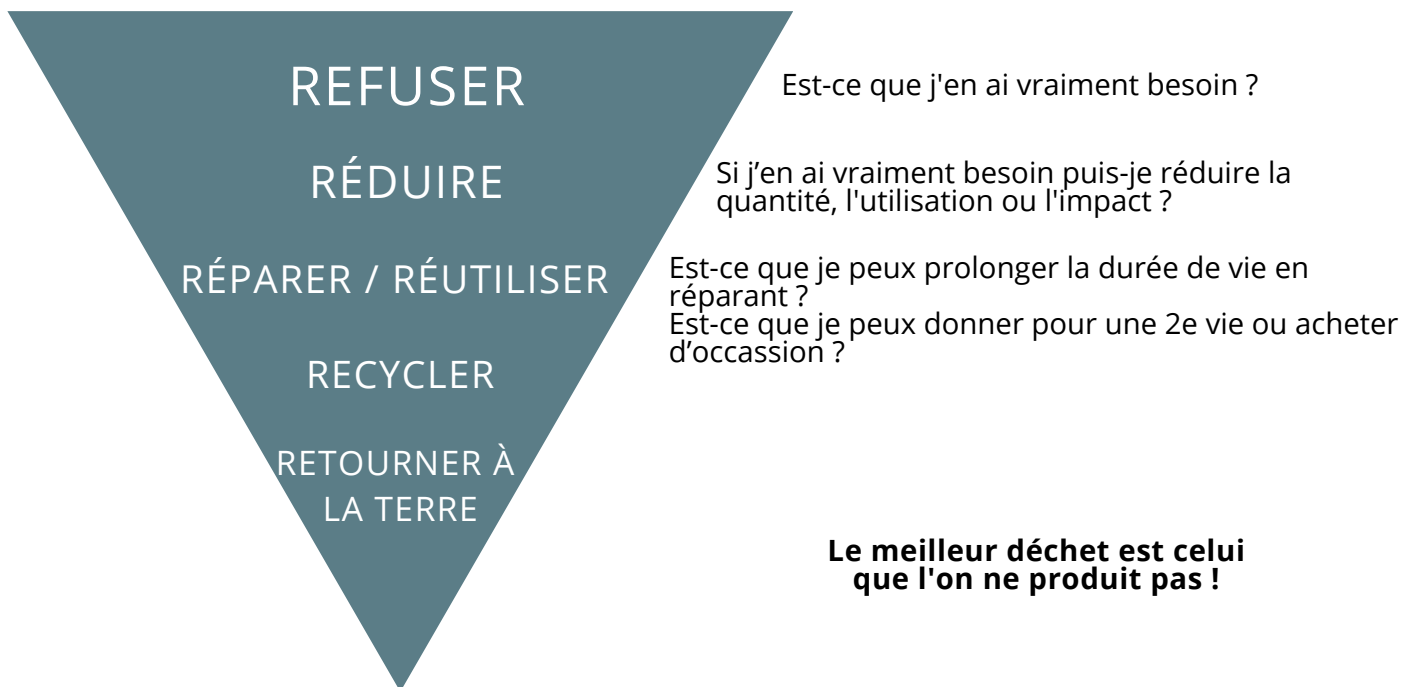 REFUSER
Est-ce que j'en ai vraiment besoin ?
RÉDUIRE
Si j’en ai vraiment besoin puis-je réduire la
quantité, l'utilisation ou l'impact ?
RÉPARER / RÉUTILISER
Est-ce que je peux prolonger la durée de vie en
réparant ?
Est-ce que je peux donner pour une 2e vie ou acheter
d’occassion ?
RECYCLER
RETOURNER À
LA TERRE
Le meilleur déchet est celui
que l'on ne produit pas !